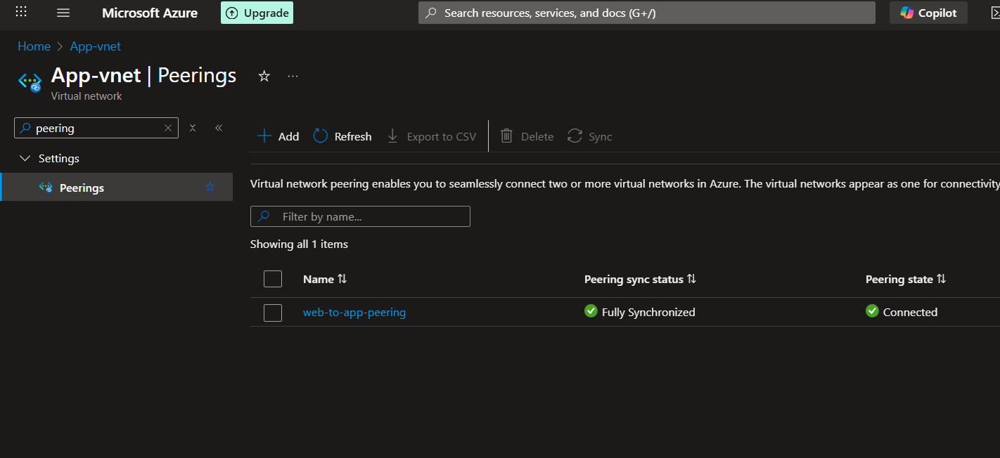 Microsoft Azure
Upgrade
Search resources, services, and docs (G+/)
Copilot
Home > App-vnet
App-vnet | Peerings
Virtual network
peering
Settings
Peerings
Add Refresh Export to CSV Delete Sync
Virtual network peering enables you to seamlessly connect two or more virtual networks in Azure. The virtual networks appear as one for connectivity
Filter by name...
Showing all 1 items
Name Peering sync status Peering state
web-to-app-peering Fully Synchronized Connected